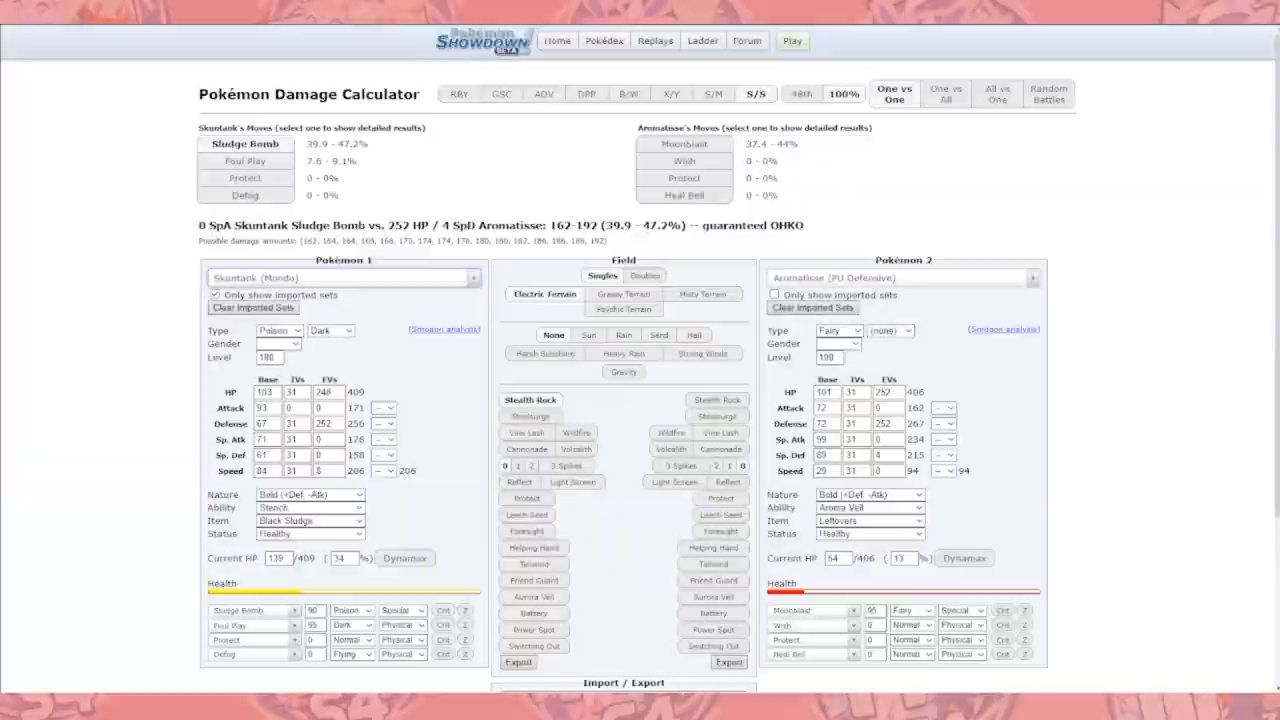 Pokémon
SHOWDOWN
BETA
Home Pokédex Replays Ladder Forum Play
Pokémon Damage Calculator
RBY GSC ADV DPP B/W X/Y S/M S/S
48th 100%
One vs One
One vs All
All vs One
Random Battles
Skuntank's Moves (select one to show detailed results)
Sludge Bomb 39.9 - 47.2%
Foul Play 7.6 - 9.1%
Protect 0 - 0%
Defog 0 - 0%
Aromatisse's Moves (select one to show detailed results)
Moonblast 37.4 - 44%
Wish 0 - 0%
Protect 0 - 0%
Heal Bell 0 - 0%
0 SpA Skuntank Sludge Bomb vs. 252 HP / 4 SpD Aromatisse: 162-192 (39.9 - 47.2%) -- guaranteed OHKO
Possible damage amounts: (162, 164, 164, 168, 168, 170, 174, 174, 176, 180, 180, 182, 186, 186, 188, 192)
Pokémon 1
Skuntank (Mondo)
Only show imported sets
Clear Imported Sets
Type Poison Dark (Smogon analysis)
Gender
Level 100
Base IVs EVs
HP 103 31 248 409
Attack 93 0 0 171 --
Defense 67 31 252 256 --
Sp. Atk 71 31 0 178 --
Sp. Def 61 31 0 158 --
Speed 84 31 8 206 -- 206
Nature Bold (+Def, -Atk)
Ability Stench
Item Black Sludge
Status Healthy
Current HP 139 /409 ( 34 %) Dynamax
Health
Sludge Bomb 90 Poison Special Crit Z
Foul Play 95 Dark Physical Crit Z
Protect 0 Normal Physical Crit Z
Defog 0 Flying Physical Crit Z
Field
Singles Doubles
Electric Terrain Grassy Terrain Misty Terrain
Psychic Terrain
None Sun Rain Sand Hail
Harsh Sunshine Heavy Rain Strong Winds
Gravity
Stealth Rock Stealth Rock
Steelsurge Steelsurge
Vine Lash Wildfire Wildfire Vine Lash
Cannonade Volcalith Volcalith Cannonade
0 1 2 3 Spikes 3 Spikes 2 1 0
Reflect Light Screen Light Screen Reflect
Protect Protect
Leech Seed Leech Seed
Foresight Foresight
Helping Hand Helping Hand
Tailwind Tailwind
Friend Guard Friend Guard
Aurora Veil Aurora Veil
Battery Battery
Power Spot Power Spot
Switching Out Switching Out
Export Export
Import / Export
Pokémon 2
Aromatisse (PU Defensive)
Only show imported sets
Clear Imported Sets
Type Fairy (none) (Smogon analysis)
Gender
Level 100
Base IVs EVs
HP 101 31 252 406
Attack 72 31 0 162 --
Defense 72 31 252 267 --
Sp. Atk 99 31 0 234 --
Sp. Def 89 31 4 215 --
Speed 29 31 0 94 -- 94
Nature Bold (+Def, -Atk)
Ability Aroma Veil
Item Leftovers
Status Healthy
Current HP 54 /406 ( 13 %) Dynamax
Health
Moonblast 95 Fairy Special Crit Z
Wish 0 Normal Physical Crit Z
Protect 0 Normal Physical Crit Z
Heal Bell 0 Normal Physical Crit Z